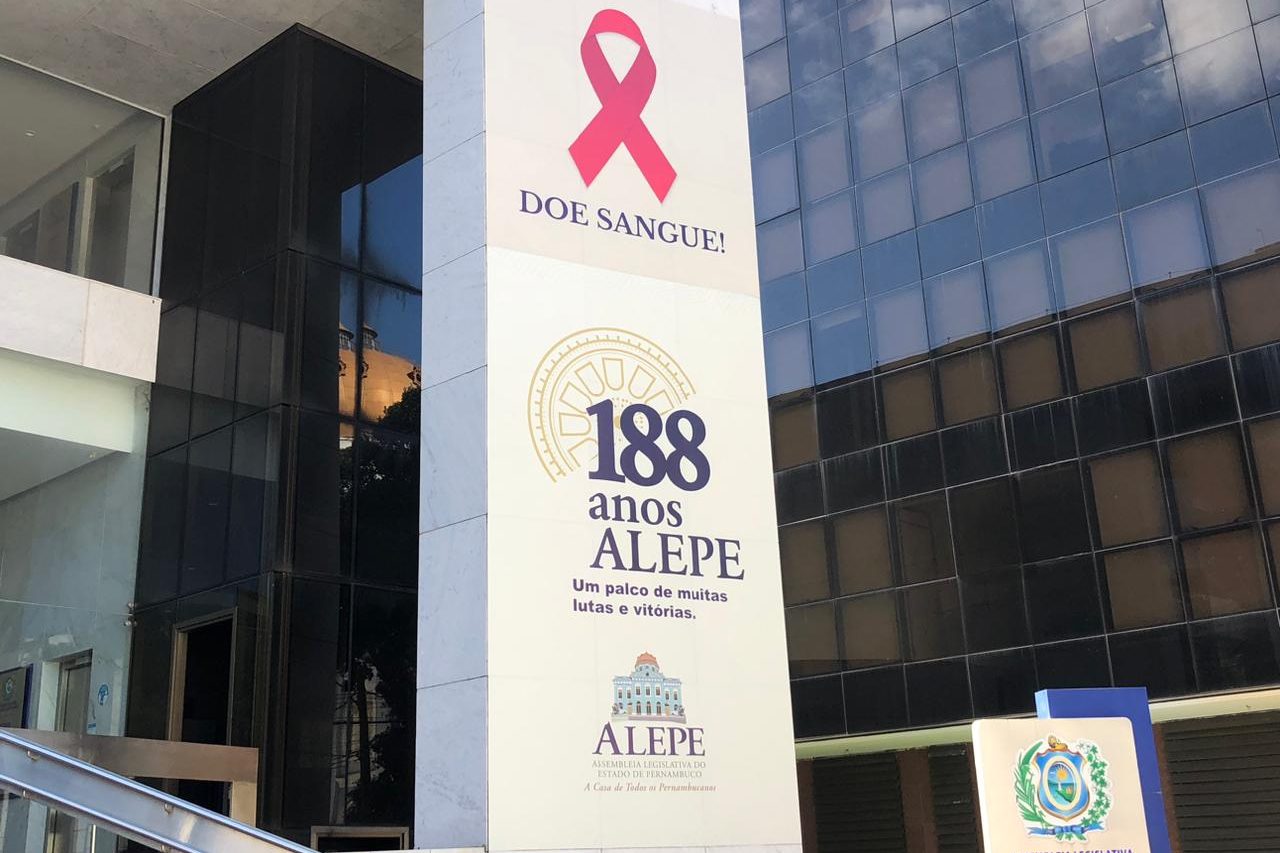 DOE SANGUE!
188
anos
ALEPE
Um palco de muitas
lutas e vitórias.
ALEPE
ASSEMBLEIA LEGISLATIVA DO
ESTADO DE PERNAMBUCO
A Casa de Todos os Pernambucanos